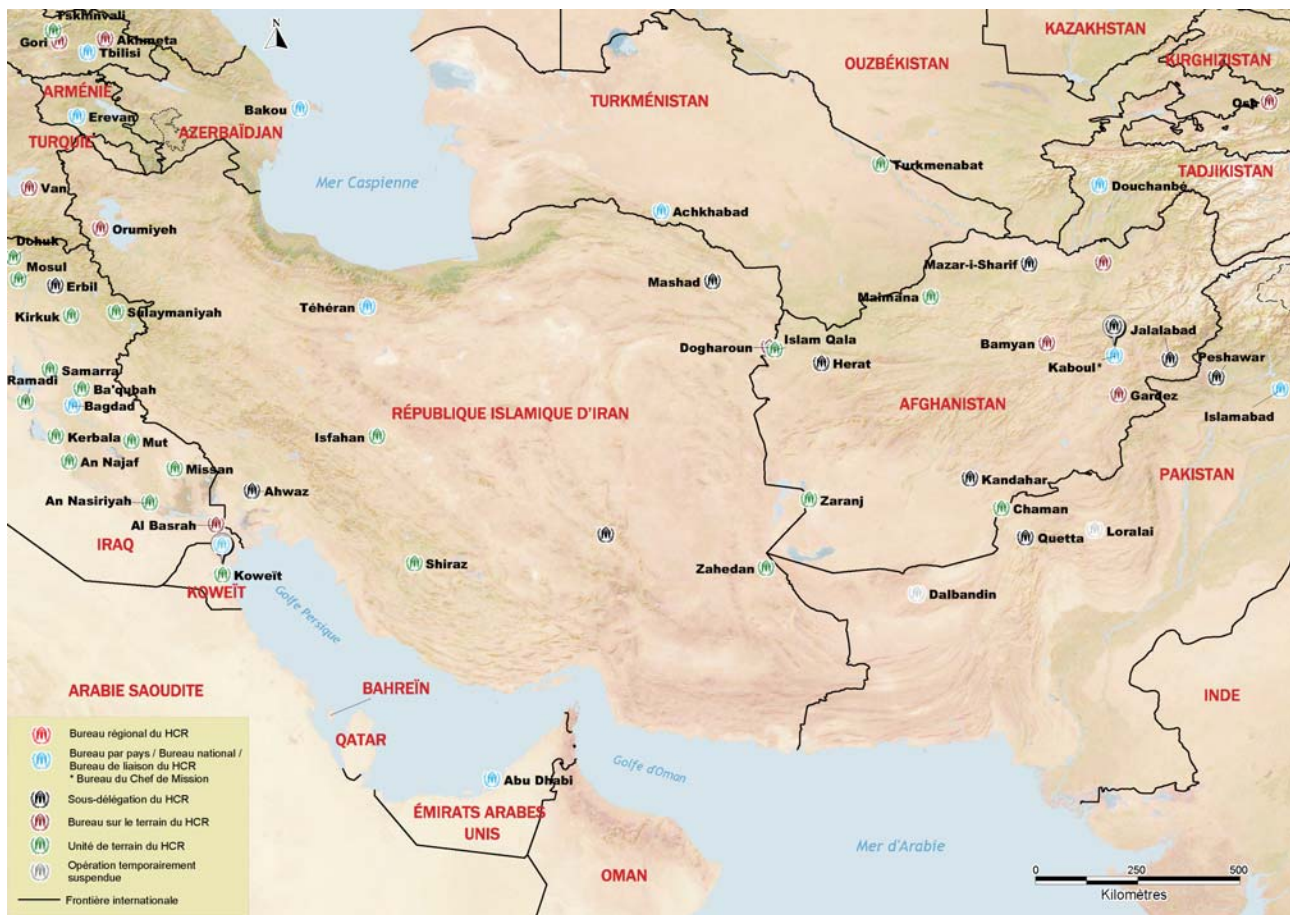 Tskhinvali
Gori
Akhmeta
Tbilisi
N
KAZAKHSTAN
KIRGHIZISTAN
OUZBÉKISTAN
ARMÉNIE
TURKMÉNISTAN
Bakou
Osh
Erevan
AZERBAÏDJAN
TURQUIE
Turkmenabat
TADJIKISTAN
Mer Caspienne
Van
Douchanbé
Achkhabad
Orumiyeh
Dohuk
Mosul
Mazar-i-Sharif
Erbil
Mashad
Maimana
Téhéran
Kirkuk
Sulaymaniyah
Jalalabad
Islam Qala
Dogharoun
Bamyan
Peshawar
Herat
Kaboul*
Samarra
Ramadi
Ba'qubah
Gardez
Bagdad
AFGHANISTAN
RÉPUBLIQUE ISLAMIQUE D'IRAN
Islamabad
Kerbala
Mut
Isfahan
An Najaf
Missan
PAKISTAN
Kandahar
Ahwaz
An Nasiriyah
Zaranj
Chaman
Al Basrah
Loralai
Quetta
IRAQ
Shiraz
Zahedan
Koweït
KOWEÏT
Dalbandin
Golfe Persique
ARABIE SAOUDITE
BAHREÏN
INDE
QATAR
Golfe d'Oman
Abu Dhabi
ÉMIRATS ARABES
UNIS
Mer d'Arabie
OMAN
Bureau régional du HCR
Bureau par pays / Bureau national /
Bureau de liaison du HCR
* Bureau du Chef de Mission
Sous-délégation du HCR
Bureau sur le terrain du HCR
Unité de terrain du HCR
Opération temporairement
suspendue
Frontière internationale
0 250 500
Kilomètres